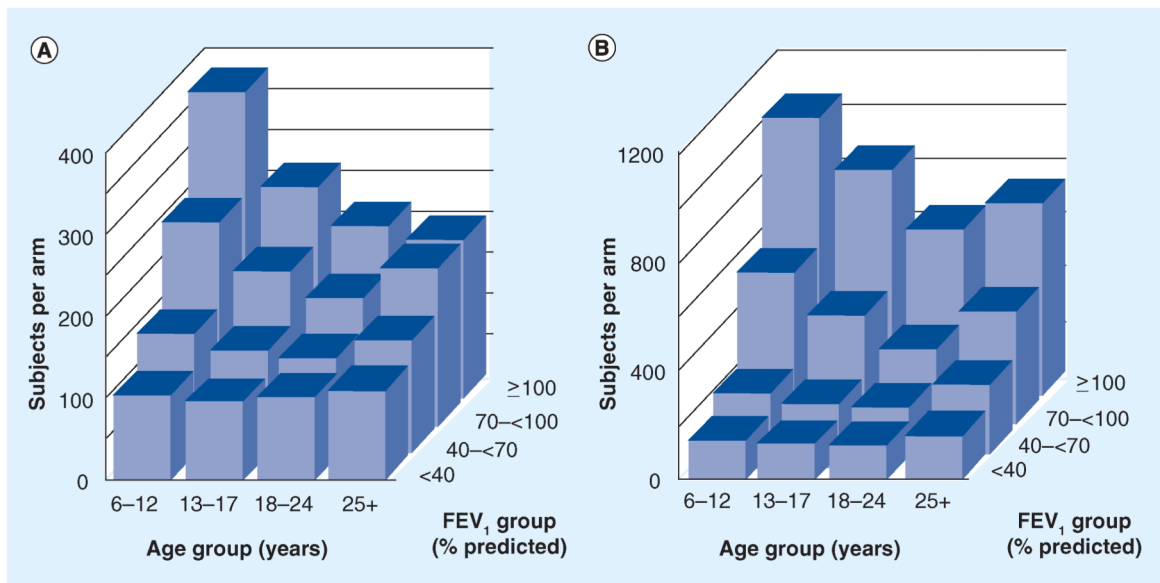 A
Subjects per arm
400
300
200
100
0
6–12 13–17 18–24 25+
Age group (years)
<40
40–<70
70–<100
≥100
FEV₁ group
(% predicted)
B
Subjects per arm
1200
800
400
0
6–12 13–17 18–24 25+
Age group (years)
<40
40–<70
70–<100
≥100
FEV₁ group
(% predicted)